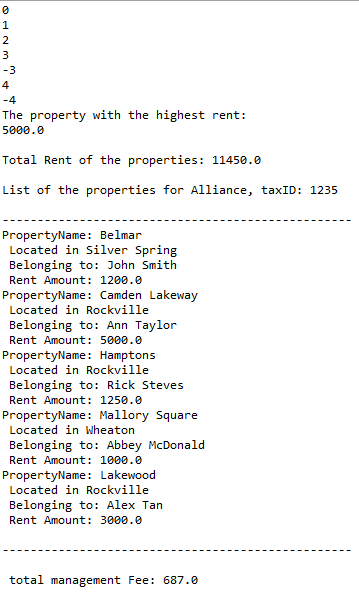 0
1
2
3
-3
4
-4
The property with the highest rent:
5000.0
Total Rent of the properties: 11450.0
List of the properties for Alliance, taxID: 1235
--------------------------------------------------
PropertyName: Belmar
Located in Silver Spring
Belonging to: John Smith
Rent Amount: 1200.0
PropertyName: Camden Lakeway
Located in Rockville
Belonging to: Ann Taylor
Rent Amount: 5000.0
PropertyName: Hamptons
Located in Rockville
Belonging to: Rick Steves
Rent Amount: 1250.0
PropertyName: Mallory Square
Located in Wheaton
Belonging to: Abbey McDonald
Rent Amount: 1000.0
PropertyName: Lakewood
Located in Rockville
Belonging to: Alex Tan
Rent Amount: 3000.0
--------------------------------------------------
total management Fee: 687.0